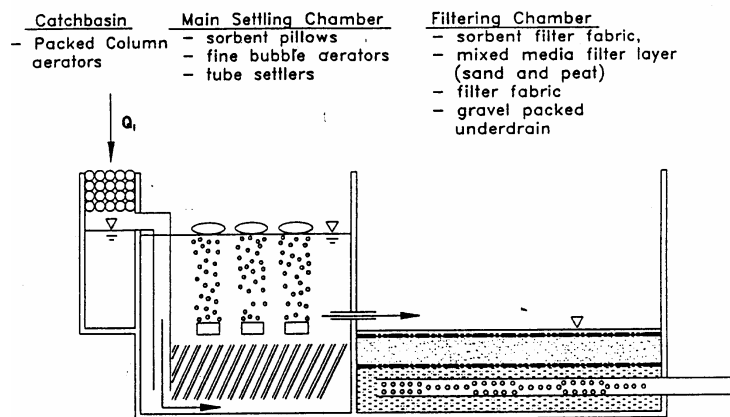 Catchbasin
- Packed Column
aerators
Main Settling Chamber
- sorbent pillows
- fine bubble aerators
- tube settlers
Filtering Chamber
- sorbent filter fabric,
- mixed media filter layer
(sand and peat)
- filter fabric
- gravel packed
underdrain
Qi